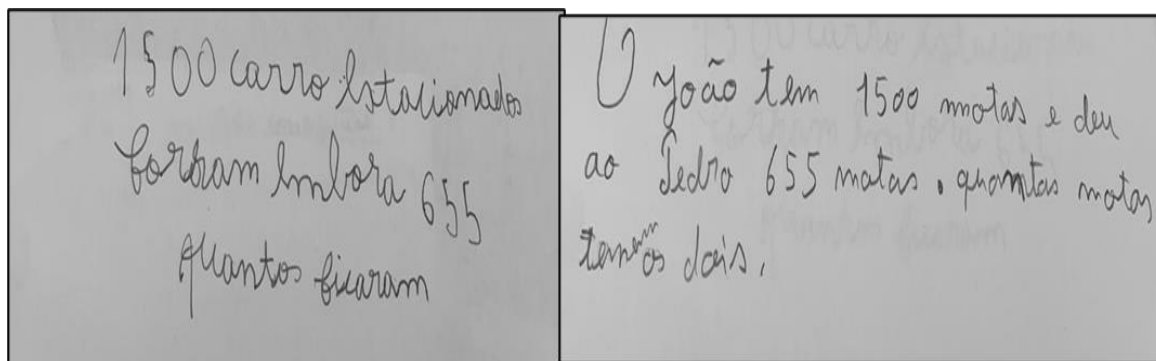 1500 carro Estacionados
forram Embora 655
quantos ficaram
O João tem 1500 motas e deu
ao Pedro 655 motas. quantas motas
tem os dois.